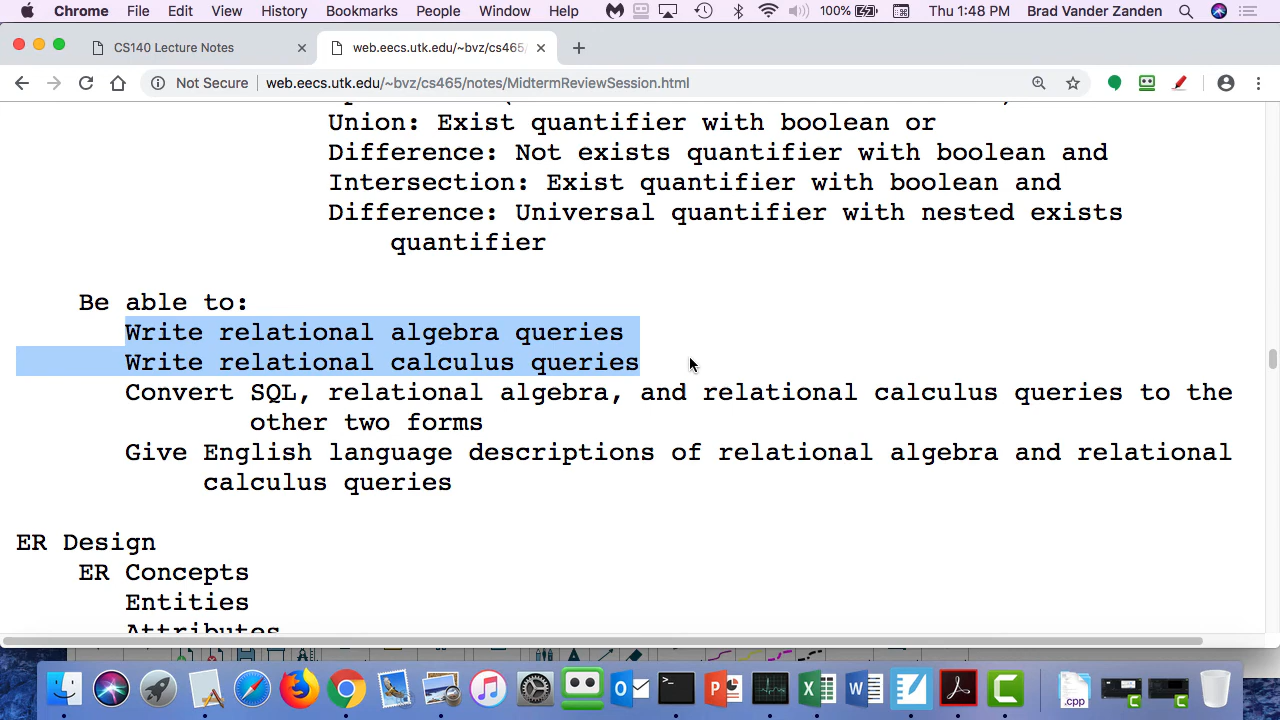 Chrome File Edit View History Bookmarks People Window Help 100% Thu 1:48 PM Brad Vander Zanden
CS140 Lecture Notes web.eecs.utk.edu/~bvz/cs465/
Not Secure web.eecs.utk.edu/~bvz/cs465/notes/MidtermReviewSession.html
Union: Exist quantifier with boolean or
Difference: Not exists quantifier with boolean and
Intersection: Exist quantifier with boolean and
Difference: Universal quantifier with nested exists
quantifier
Be able to:
Write relational algebra queries
Write relational calculus queries
Convert SQL, relational algebra, and relational calculus queries to the
other two forms
Give English language descriptions of relational algebra and relational
calculus queries
ER Design
ER Concepts
Entities
Attributes
.cpp